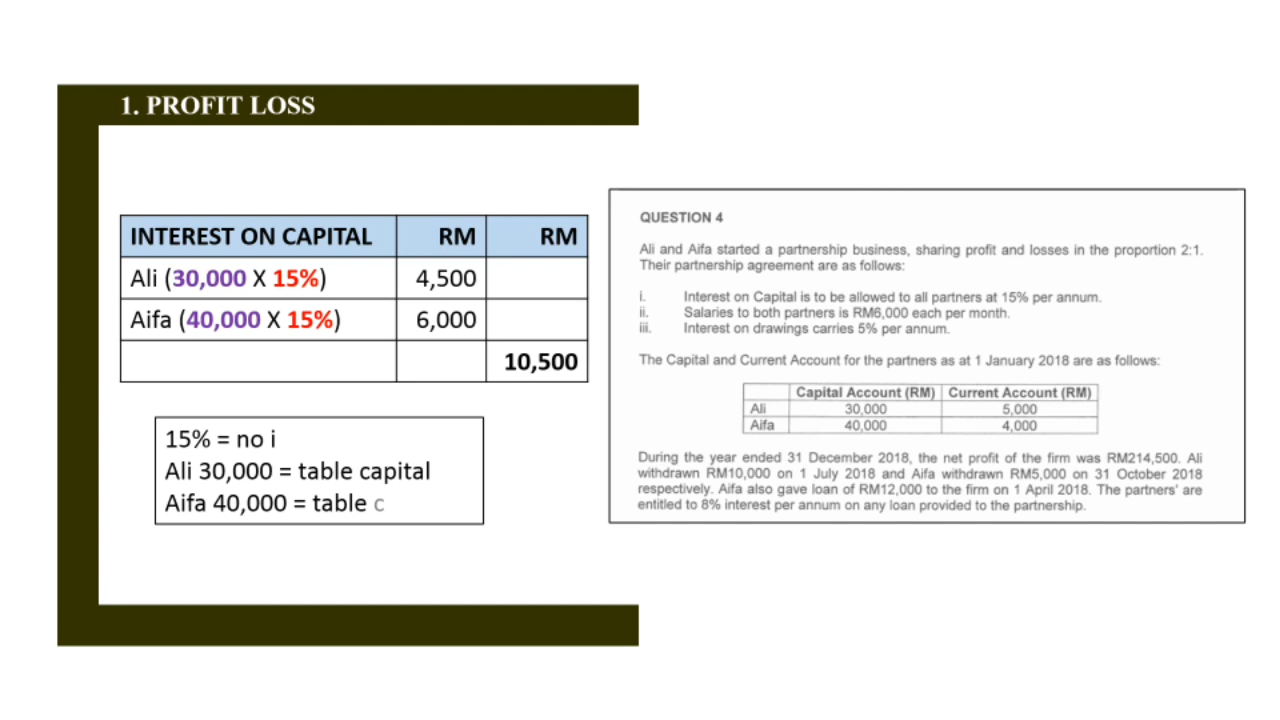 1. PROFIT LOSS
INTEREST ON CAPITAL RM RM
Ali (30,000 X 15%) 4,500
Aifa (40,000 X 15%) 6,000
10,500
15% = no i
Ali 30,000 = table capital
Aifa 40,000 = table c
QUESTION 4
Ali and Aifa started a partnership business, sharing profit and losses in the proportion 2:1.
Their partnership agreement are as follows:
i. Interest on Capital is to be allowed to all partners at 15% per annum.
ii. Salaries to both partners is RM6,000 each per month.
iii. Interest on drawings carries 5% per annum.
The Capital and Current Account for the partners as at 1 January 2018 are as follows:
Capital Account (RM) Current Account (RM)
Ali 30,000 5,000
Aifa 40,000 4,000
During the year ended 31 December 2018, the net profit of the firm was RM214,500. Ali
withdrawn RM10,000 on 1 July 2018 and Aifa withdrawn RM5,000 on 31 October 2018
respectively. Aifa also gave loan of RM12,000 to the firm on 1 April 2018. The partners' are
entitled to 8% interest per annum on any loan provided to the partnership.